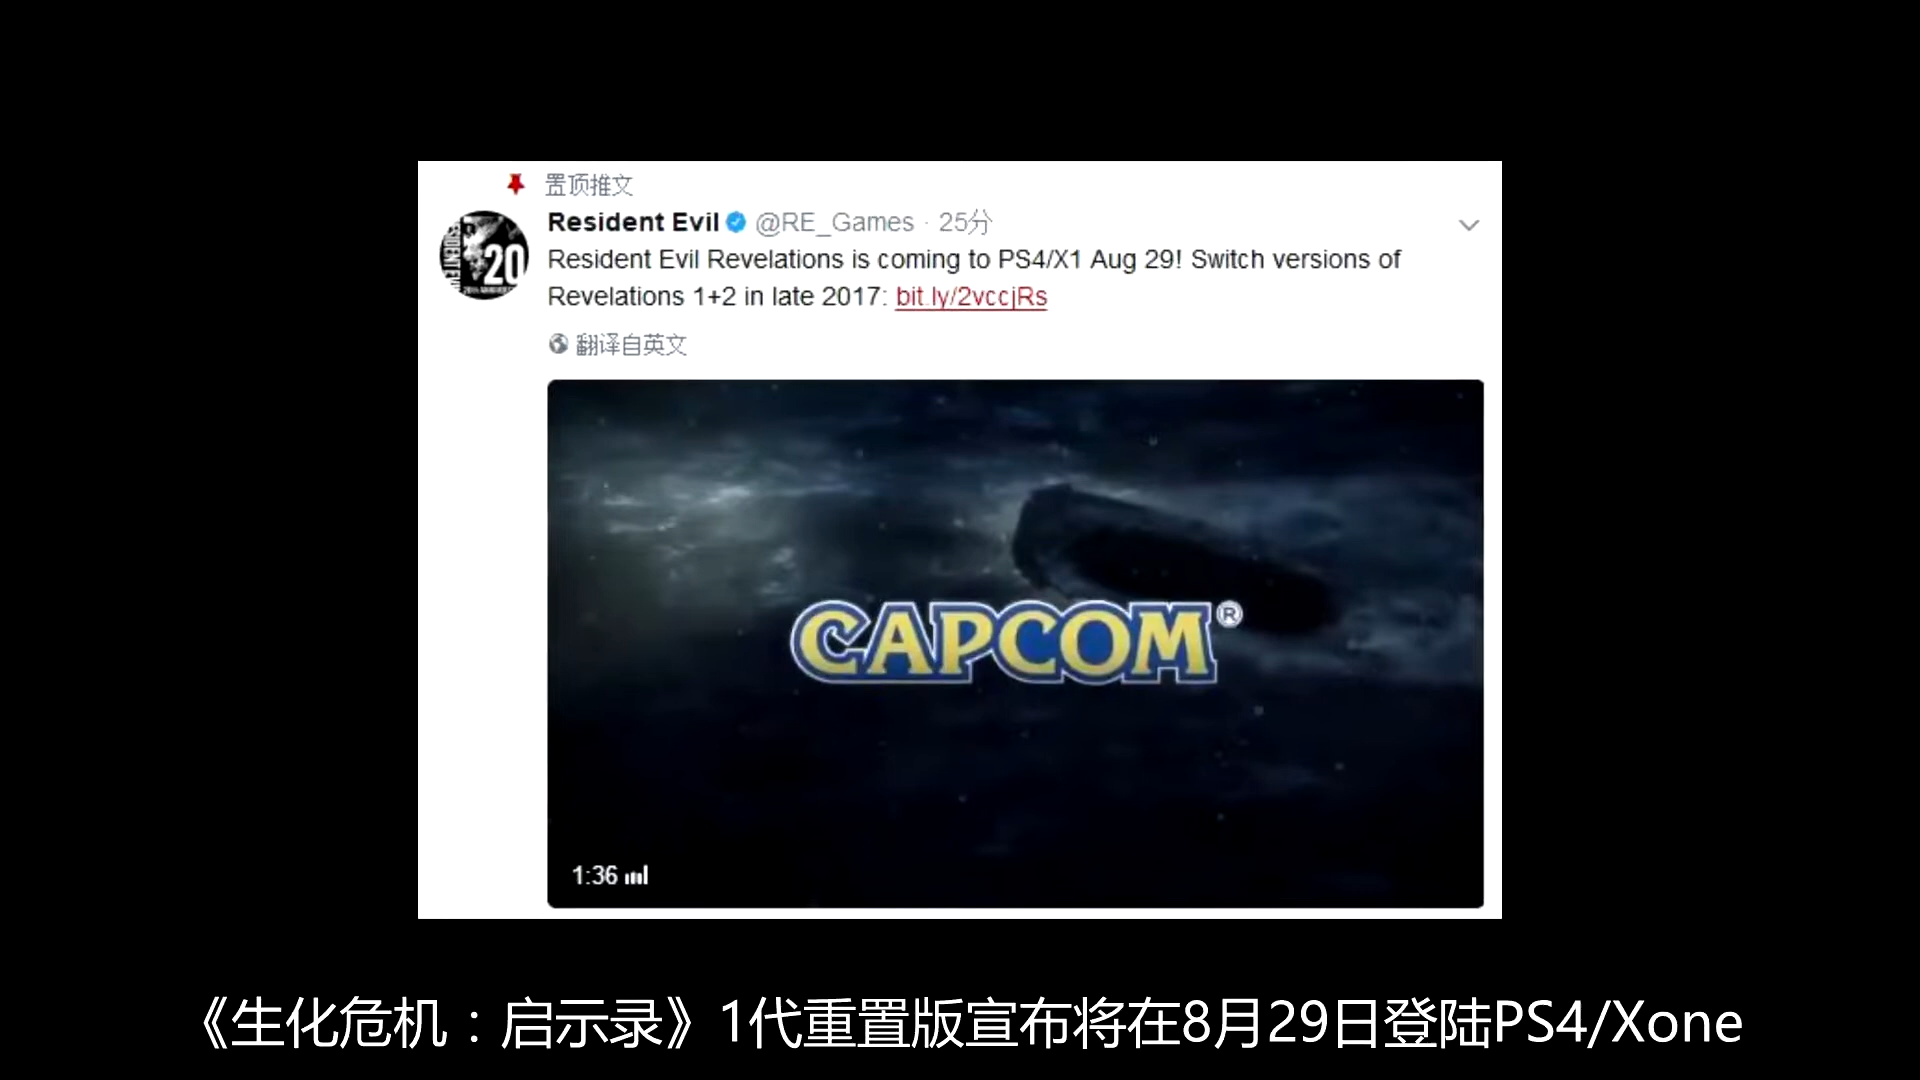 置顶推文
Resident Evil @RE_Games · 25分
RESIDENT EVIL
20
Resident Evil Revelations is coming to PS4/X1 Aug 29! Switch versions of
Revelations 1+2 in late 2017: bit.ly/2vccjRs
翻译自英文
CAPCOM®
1:36
《生化危机：启示录》1代重置版宣布将在8月29日登陆PS4/Xone